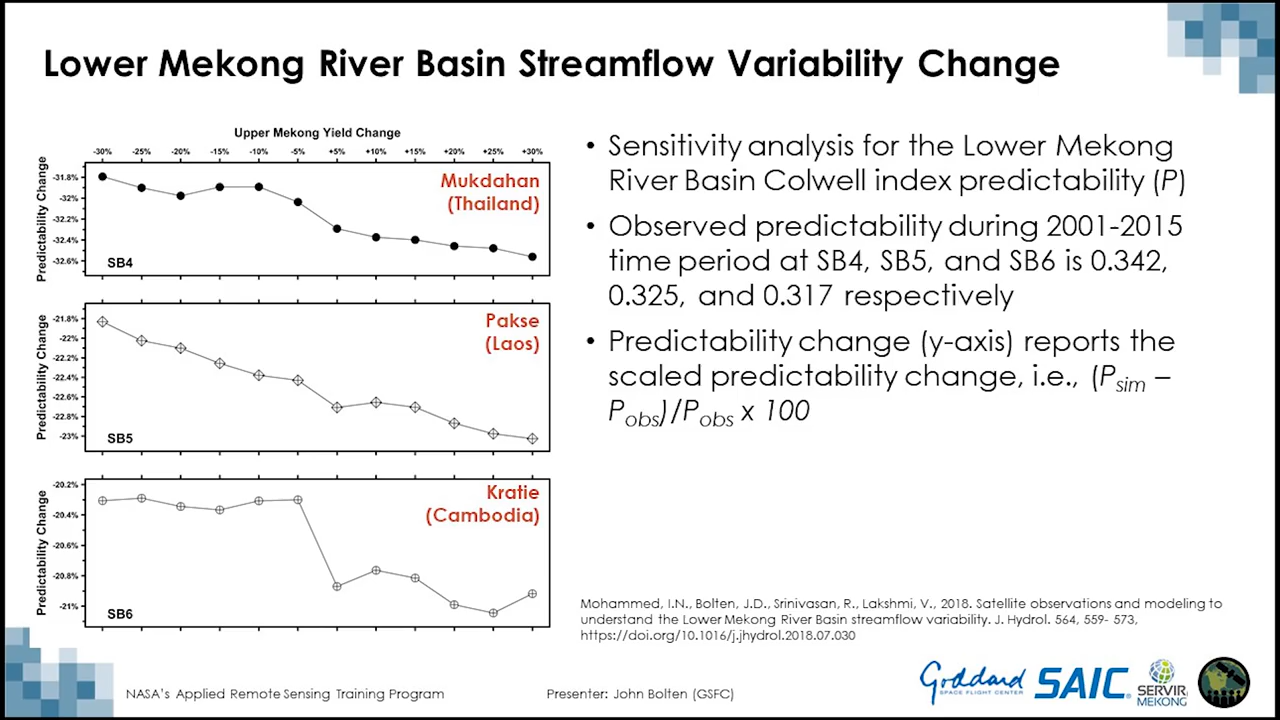 Lower Mekong River Basin Streamflow Variability Change
Upper Mekong Yield Change
-30% -25% -20% -15% -10% -5% +5% +10% +15% +20% +25% +30%
Predictability Change
-31.8%
-32%
-32.2%
-32.4%
-32.6%
Mukdahan
(Thailand)
SB4
Predictability Change
-21.8%
-22%
-22.2%
-22.4%
-22.6%
-22.8%
-23%
Pakse
(Laos)
SB5
Predictability Change
-20.2%
-20.4%
-20.6%
-20.8%
-21%
Kratie
(Cambodia)
SB6
• Sensitivity analysis for the Lower Mekong
River Basin Colwell index predictability (P)
• Observed predictability during 2001-2015
time period at SB4, SB5, and SB6 is 0.342,
0.325, and 0.317 respectively
• Predictability change (y-axis) reports the
scaled predictability change, i.e., (Psim –
Pobs)/Pobs x 100
Mohammed, I.N., Bolten, J.D., Srinivasan, R., Lakshmi, V., 2018. Satellite observations and modeling to
understand the Lower Mekong River Basin streamflow variability. J. Hydrol. 564, 559- 573,
https://doi.org/10.1016/j.jhydrol.2018.07.030
NASA's Applied Remote Sensing Training Program
Presenter: John Bolten (GSFC)
Goddard
SPACE FLIGHT CENTER
SAIC
SERVIR
MEKONG